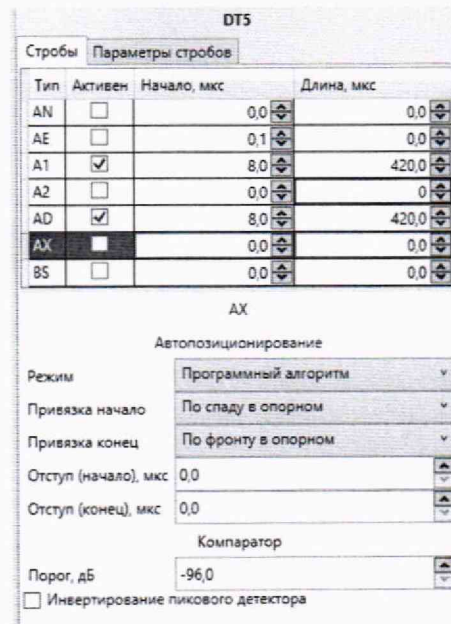 DT5
Стробы Параметры стробов
Тип Активен Начало, мкс Длина, мкс
AN 0,0 0,0
AE 0,1 0,0
A1 8,0 420,0
A2 0,0 0
AD 8,0 420,0
AX 0,0 0,0
BS 0,0 0,0
AX
Автопозиционирование
Режим Программный алгоритм
Привязка начало По спаду в опорном
Привязка конец По фронту в опорном
Отступ (начало), мкс 0,0
Отступ (конец), мкс 0,0
Компаратор
Порог, дБ -96,0
Инвертирование пикового детектора